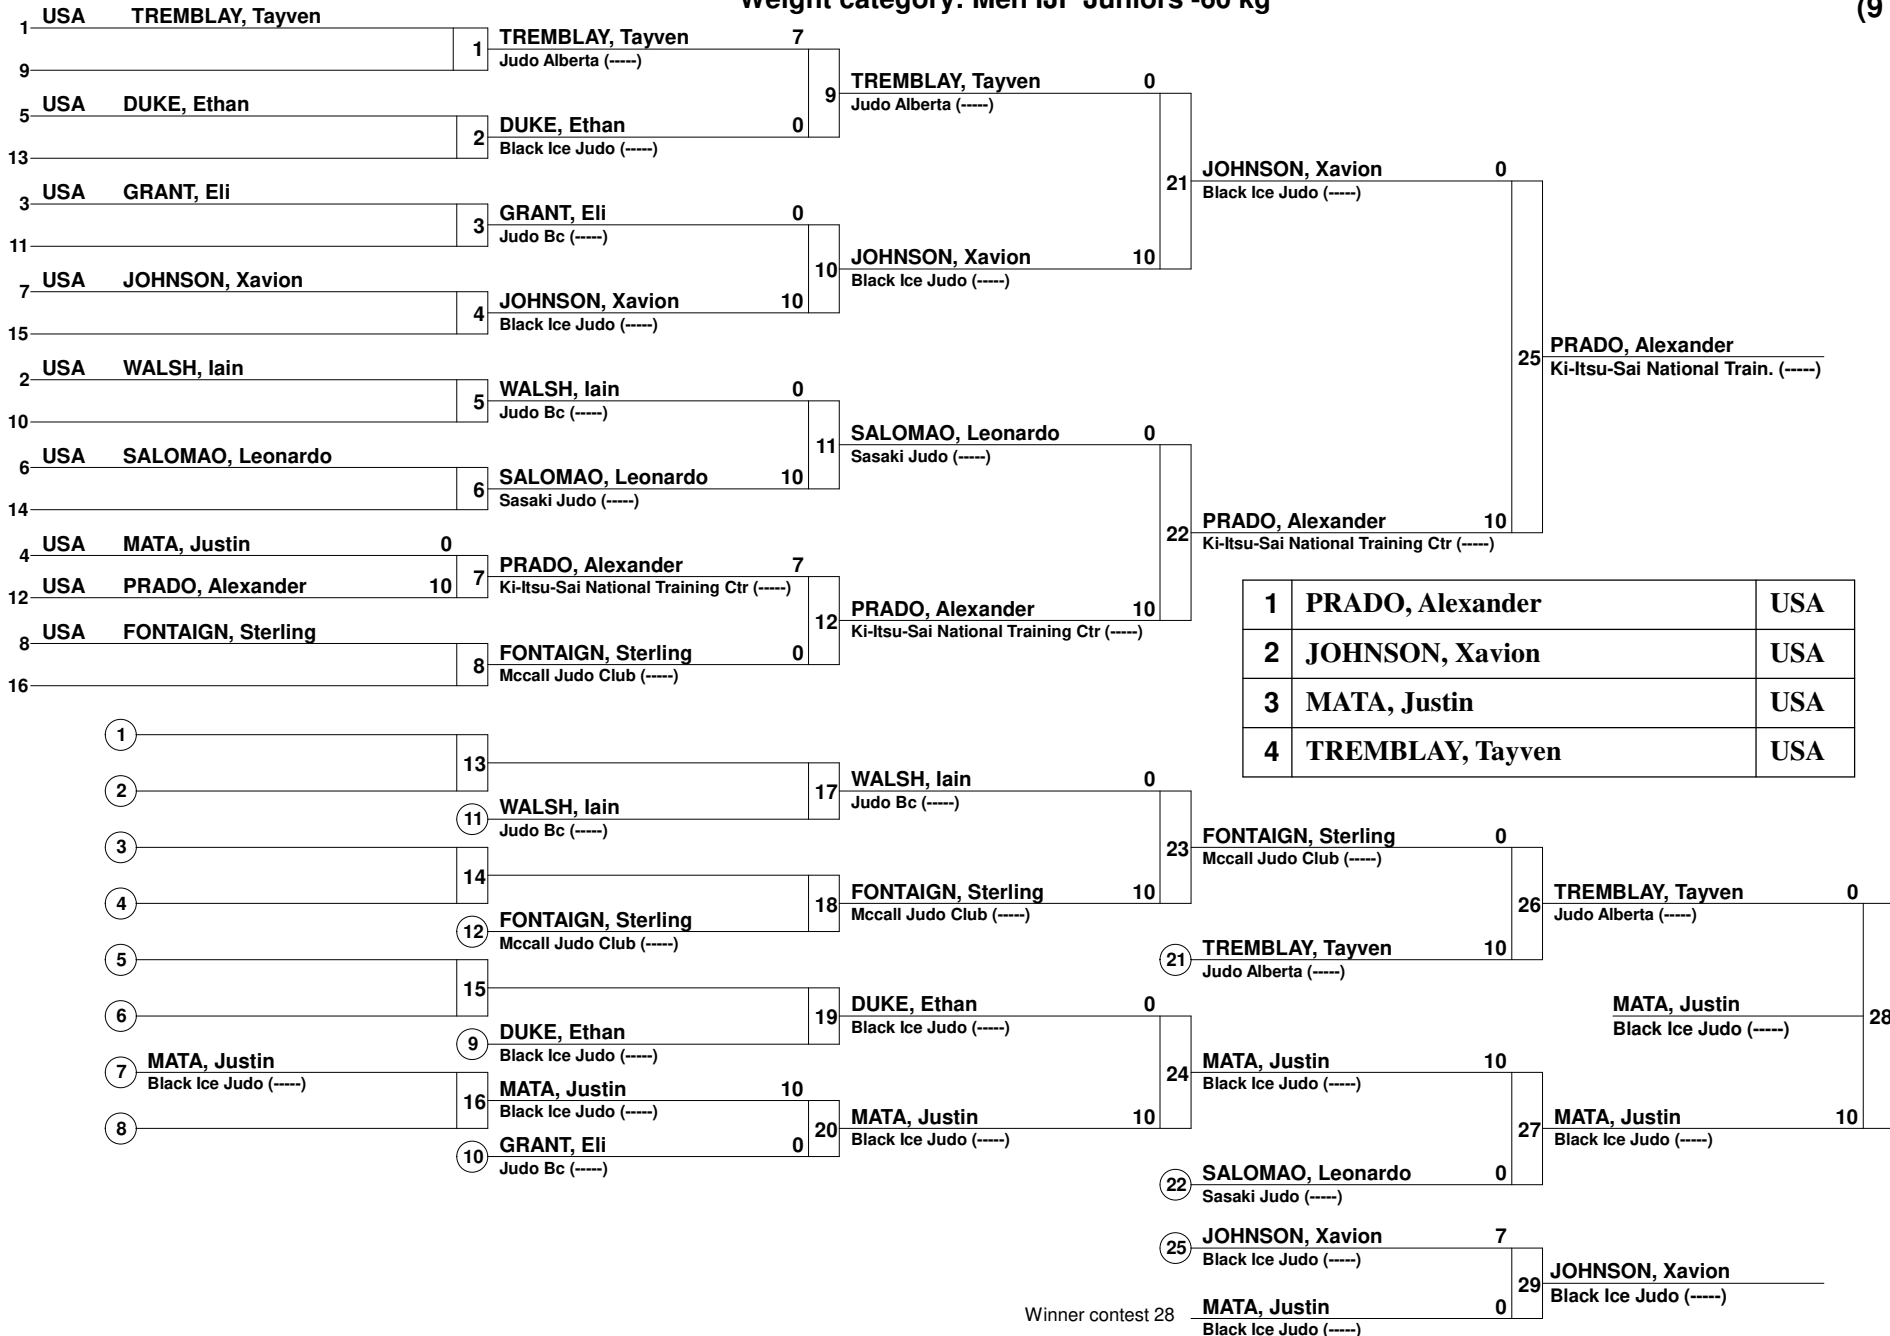 Weight category: Men IJF Juniors -60 kg
(9
1 USA TREMBLAY, Tayven
9
1
5 USA DUKE, Ethan
13
2
3 USA GRANT, Eli
11
3
7 USA JOHNSON, Xavion
15
4
2 USA WALSH, Iain
10
5
6 USA SALOMAO, Leonardo
14
6
4 USA MATA, Justin 0
12 USA PRADO, Alexander 10
7
8 USA FONTAIGN, Sterling
16
8
TREMBLAY, Tayven 7
Judo Alberta (-----)
9
DUKE, Ethan 0
Black Ice Judo (-----)
GRANT, Eli 0
Judo Bc (-----)
10
JOHNSON, Xavion 10
Black Ice Judo (-----)
WALSH, Iain 0
Judo Bc (-----)
11
SALOMAO, Leonardo 10
Sasaki Judo (-----)
PRADO, Alexander 7
Ki-Itsu-Sai National Training Ctr (-----)
12
FONTAIGN, Sterling 0
Mccall Judo Club (-----)
TREMBLAY, Tayven 0
Judo Alberta (-----)
21
JOHNSON, Xavion 10
Black Ice Judo (-----)
SALOMAO, Leonardo 0
Sasaki Judo (-----)
22
PRADO, Alexander 10
Ki-Itsu-Sai National Training Ctr (-----)
JOHNSON, Xavion 0
Black Ice Judo (-----)
25
PRADO, Alexander 10
Ki-Itsu-Sai National Training Ctr (-----)
PRADO, Alexander
Ki-Itsu-Sai National Train. (-----)
1 PRADO, Alexander USA
2 JOHNSON, Xavion USA
3 MATA, Justin USA
4 TREMBLAY, Tayven USA
1
13
2
3
14
4
5
15
6
7 MATA, Justin
Black Ice Judo (-----)
16
8
11 WALSH, Iain
Judo Bc (-----)
17
12 FONTAIGN, Sterling
Mccall Judo Club (-----)
18
9 DUKE, Ethan
Black Ice Judo (-----)
19
MATA, Justin 10
Black Ice Judo (-----)
20
10 GRANT, Eli 0
Judo Bc (-----)
WALSH, Iain 0
Judo Bc (-----)
23
FONTAIGN, Sterling 10
Mccall Judo Club (-----)
DUKE, Ethan 0
Black Ice Judo (-----)
24
MATA, Justin 10
Black Ice Judo (-----)
FONTAIGN, Sterling 0
Mccall Judo Club (-----)
26
21 TREMBLAY, Tayven 10
Judo Alberta (-----)
MATA, Justin 10
Black Ice Judo (-----)
27
22 SALOMAO, Leonardo 0
Sasaki Judo (-----)
TREMBLAY, Tayven 0
Judo Alberta (-----)
MATA, Justin
Black Ice Judo (-----)
28
MATA, Justin 10
Black Ice Judo (-----)
25 JOHNSON, Xavion 7
Black Ice Judo (-----)
29
Winner contest 28 MATA, Justin 0
Black Ice Judo (-----)
JOHNSON, Xavion
Black Ice Judo (-----)